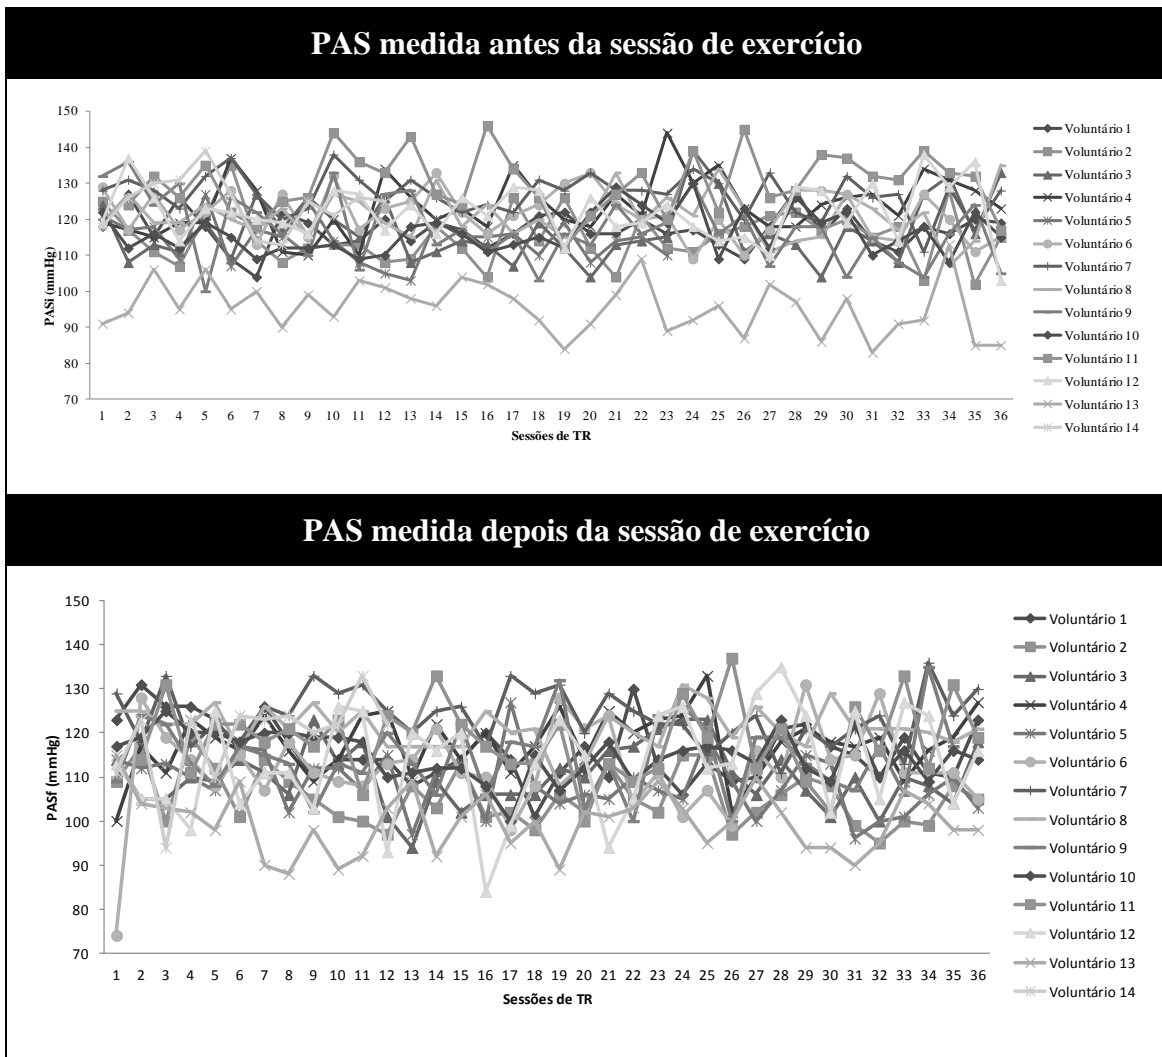 PAS medida antes da sessão de exercício
150
140
130
120
110
100
90
80
70
PASi (mmHg)
1 2 3 4 5 6 7 8 9 10 11 12 13 14 15 16 17 18 19 20 21 22 23 24 25 26 27 28 29 30 31 32 33 34 35 36
Sessões de TR
Voluntário 1
Voluntário 2
Voluntário 3
Voluntário 4
Voluntário 5
Voluntário 6
Voluntário 7
Voluntário 8
Voluntário 9
Voluntário 10
Voluntário 11
Voluntário 12
Voluntário 13
Voluntário 14
PAS medida depois da sessão de exercício
150
140
130
120
110
100
90
80
70
PASf (mmHg)
1 2 3 4 5 6 7 8 9 10 11 12 13 14 15 16 17 18 19 20 21 22 23 24 25 26 27 28 29 30 31 32 33 34 35 36
Sessões de TR
Voluntário 1
Voluntário 2
Voluntário 3
Voluntário 4
Voluntário 5
Voluntário 6
Voluntário 7
Voluntário 8
Voluntário 9
Voluntário 10
Voluntário 11
Voluntário 12
Voluntário 13
Voluntário 14